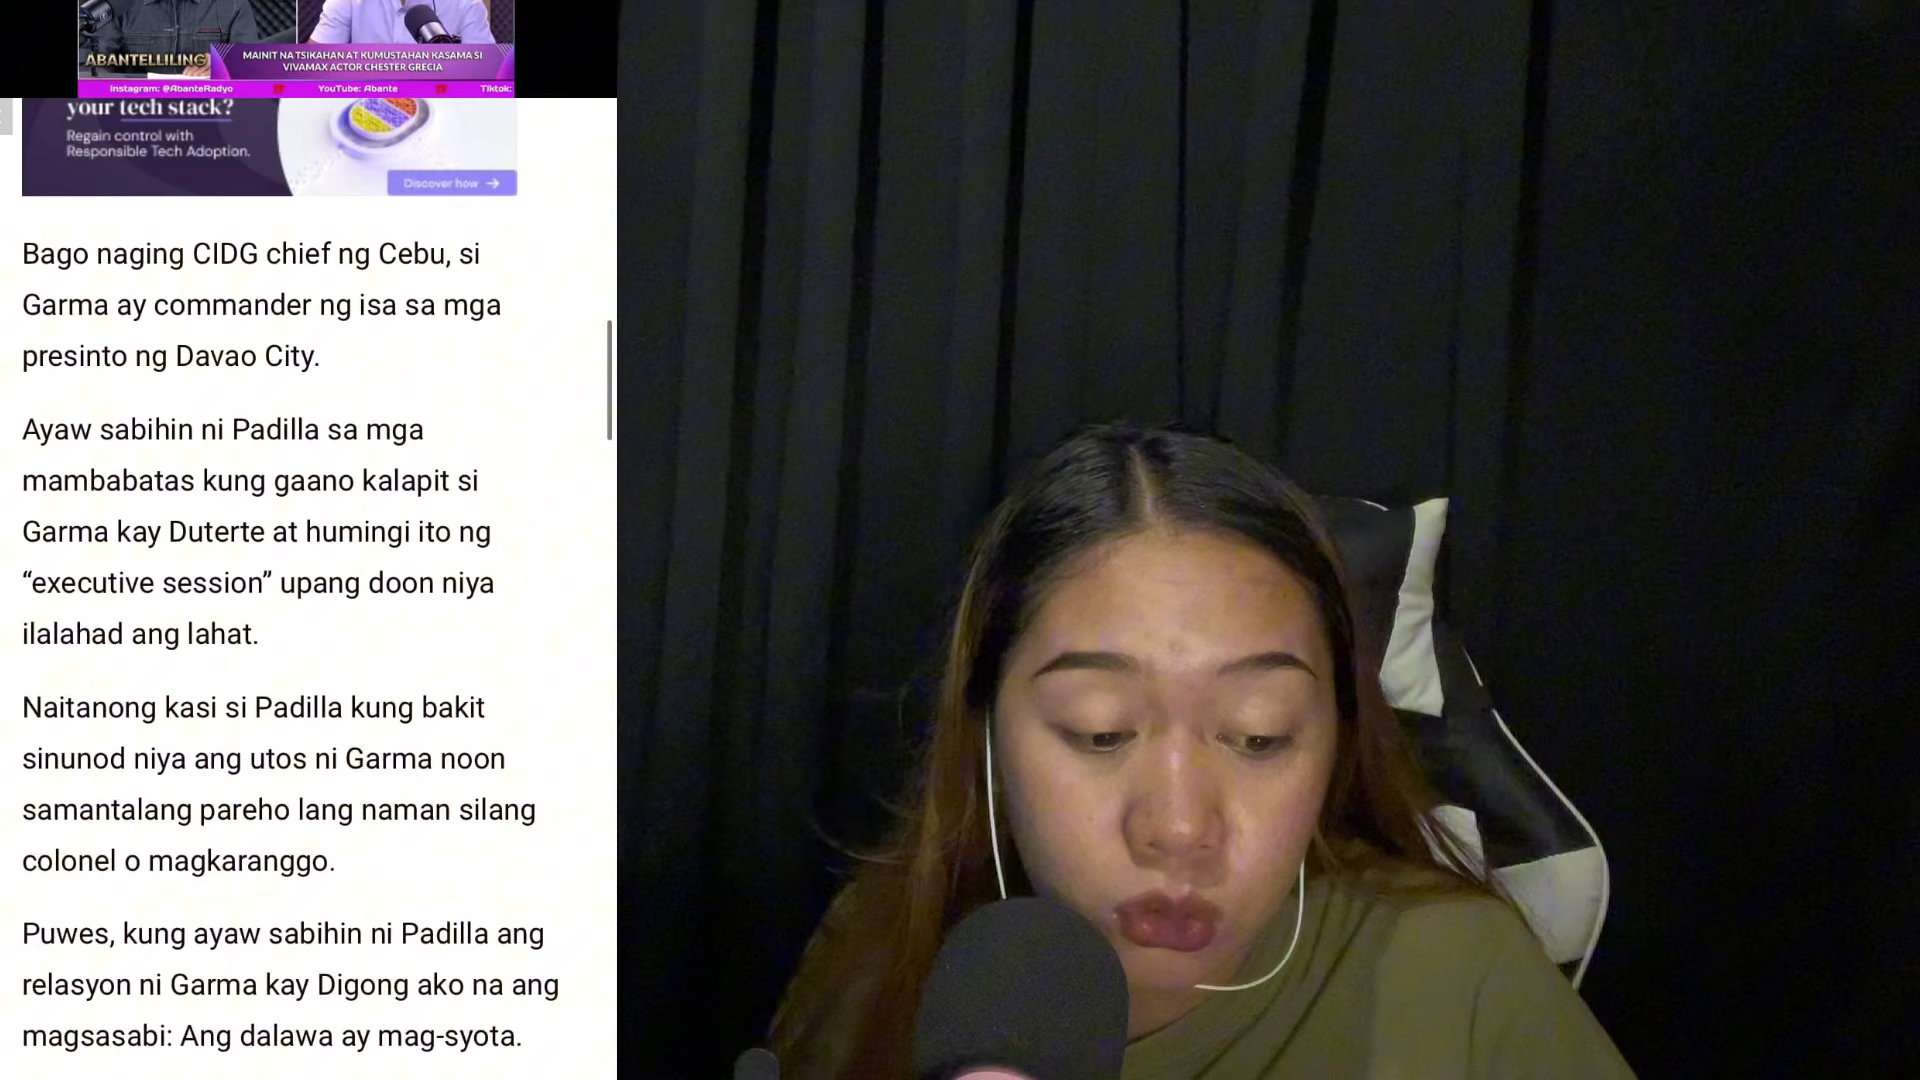 ABANTELLILING
MAINIT NA TSIKAHAN AT KUMUSTAHAN KASAMA SI
VIVAMAX ACTOR CHESTER GRECIA
Instagram: @AbanteRadyo YouTube: Abante Tiktok:
your tech stack?
Regain control with
Responsible Tech Adoption.
Discover how →
Bago naging CIDG chief ng Cebu, si
Garma ay commander ng isa sa mga
presinto ng Davao City.
Ayaw sabihin ni Padilla sa mga
mambabatas kung gaano kalapit si
Garma kay Duterte at humingi ito ng
“executive session” upang doon niya
ilalahad ang lahat.
Naitanong kasi si Padilla kung bakit
sinunod niya ang utos ni Garma noon
samantalang pareho lang naman silang
colonel o magkaranggo.
Puwes, kung ayaw sabihin ni Padilla ang
relasyon ni Garma kay Digong ako na ang
magsasabi: Ang dalawa ay mag-syota.